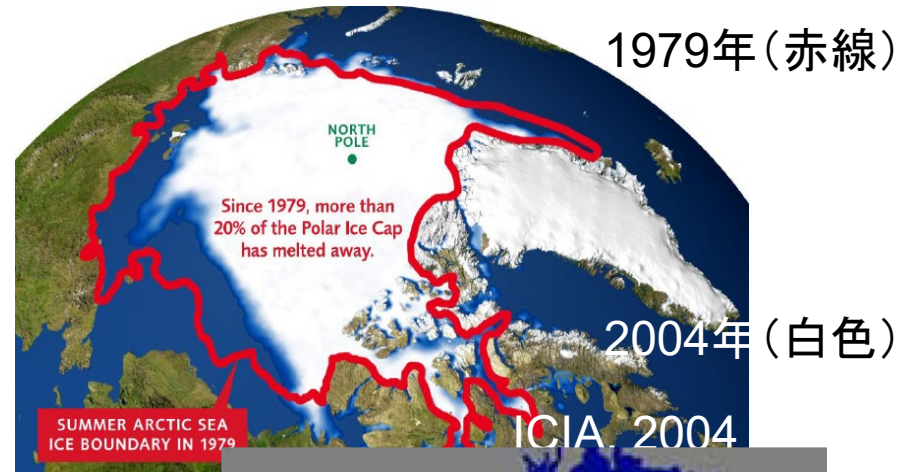 1979年（赤線）
NORTH
POLE
Since 1979, more than
20% of the Polar Ice Cap
has melted away.
2004年（白色）
SUMMER ARCTIC SEA
ICE BOUNDARY IN 1979
ICIA, 2004